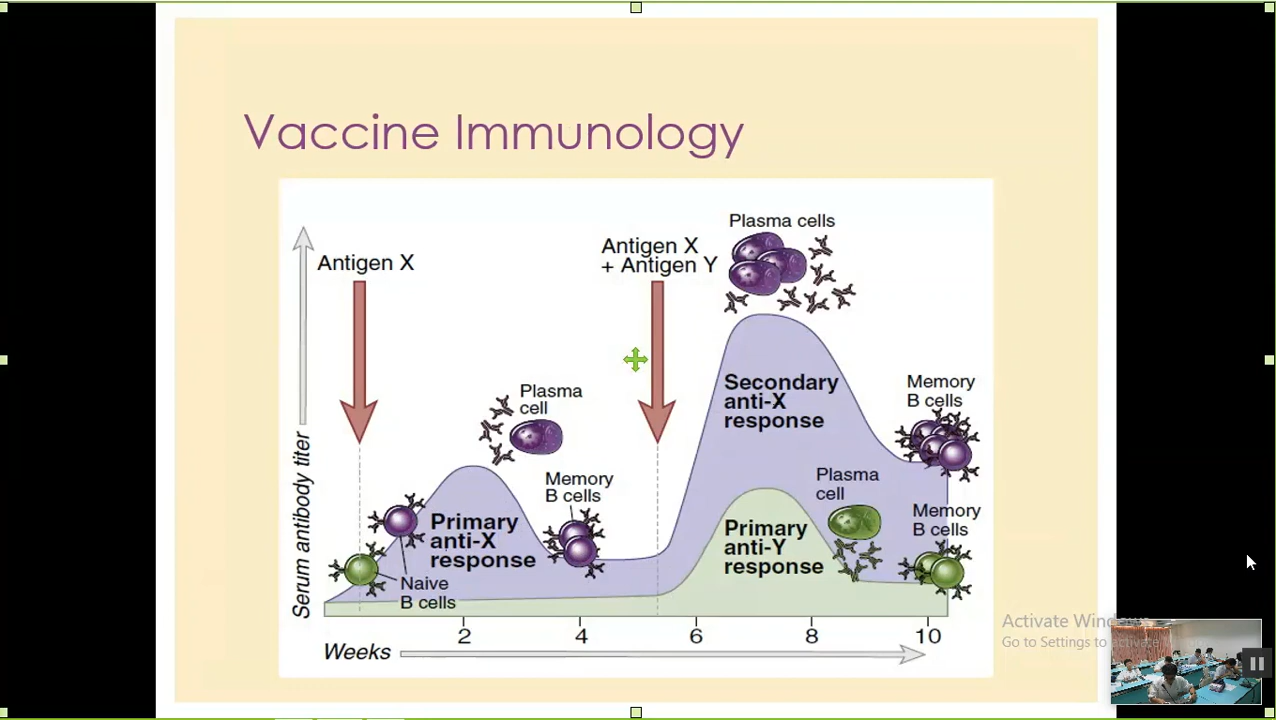 Vaccine Immunology
Plasma cells
Antigen X
Antigen X
+ Antigen Y
Plasma
cell
Memory
B cells
Secondary
anti-X
response
Memory
B cells
Plasma
cell
Primary
anti-X
response
Primary
anti-Y
response
Memory
B cells
Naive
B cells
Serum antibody titer
2
4
6
8
10
Weeks
Activate Windows
Go to Settings to activate